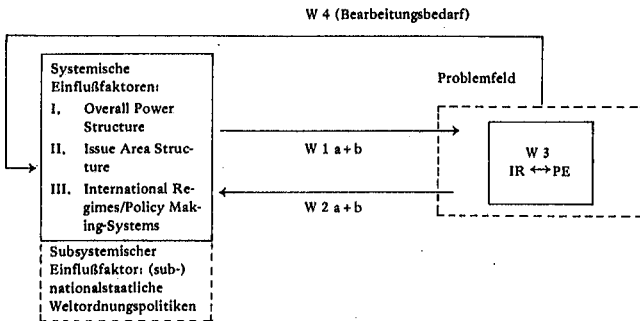 W 4 (Bearbeitungsbedarf)
Systemische
Einflußfaktoren:
I. Overall Power
Structure
II. Issue Area Struc-
ture
III. International Re-
gimes/Policy Mak-
ing-Systems
Subsystemischer
Einflußfaktor: (sub-)
nationalstaatliche
Weltordnungspolitiken
W 1 a+b
W 2 a+b
Problemfeld
W 3
IR ↔ PE